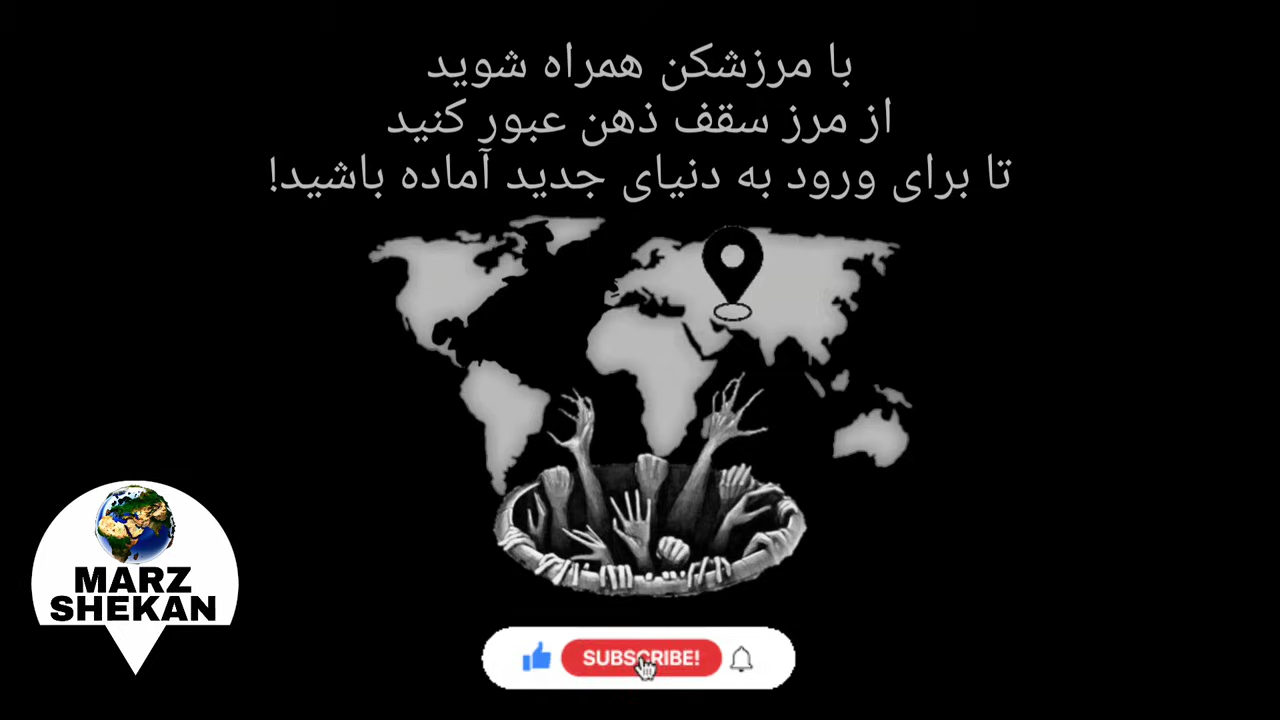 با مرزشکن همراه شوید
از مرز سقف ذهن عبور کنید
تا برای ورود به دنیای جدید آماده باشید!
MARZ
SHEKAN
SUBSCRIBE!